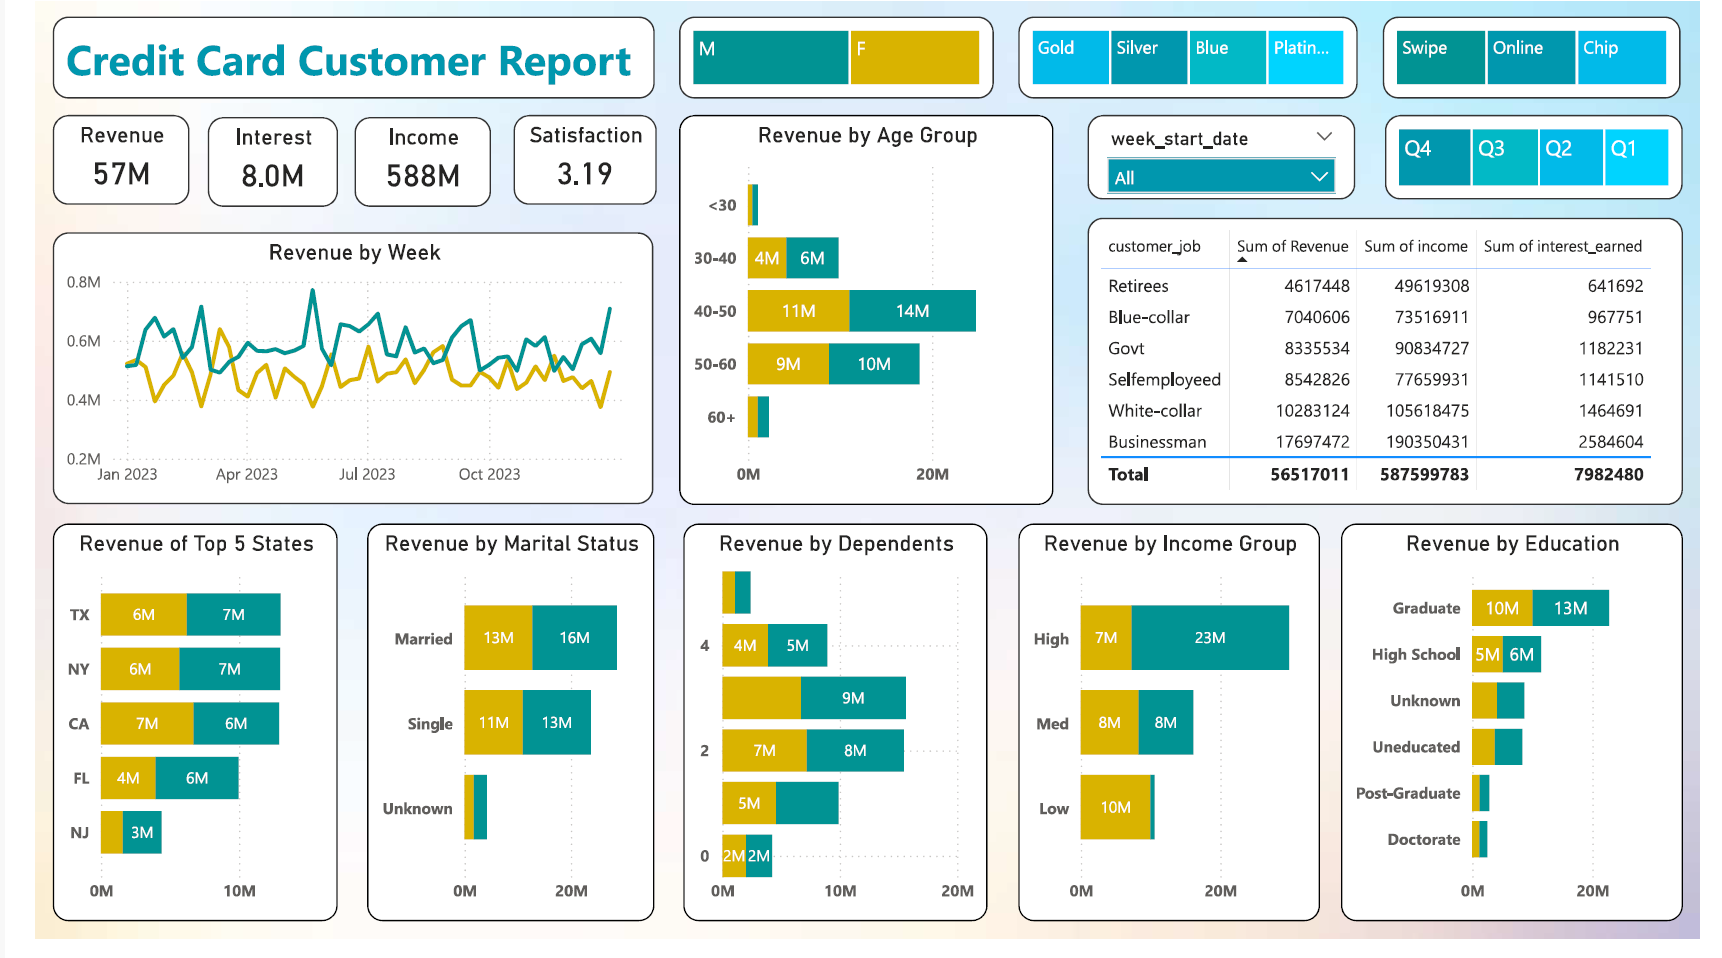 Credit Card Customer Report
M
F
Gold
Silver
Blue
Platin...
Swipe
Online
Chip
Revenue
57M
Interest
8.0M
Income
588M
Satisfaction
3.19
Revenue by Age Group
<30
30-40
4M
6M
40-50
11M
14M
50-60
9M
10M
60+
0M
20M
week_start_date
All
Q4
Q3
Q2
Q1
Revenue by Week
0.8M
0.6M
0.4M
0.2M
Jan 2023
Apr 2023
Jul 2023
Oct 2023
customer_job Sum of Revenue Sum of income Sum of interest_earned
Retirees 4617448 49619308 641692
Blue-collar 7040606 73516911 967751
Govt 8335534 90834727 1182231
Selfemployeed 8542826 77659931 1141510
White-collar 10283124 105618475 1464691
Businessman 17697472 190350431 2584604
Total 56517011 587599783 7982480
Revenue of Top 5 States
TX 6M 7M
NY 6M 7M
CA 7M 6M
FL 4M 6M
NJ 3M
0M 10M
Revenue by Marital Status
Married 13M 16M
Single 11M 13M
Unknown
0M 20M
Revenue by Dependents
4 4M 5M
9M
2 7M 8M
5M
0 2M 2M
0M 10M 20M
Revenue by Income Group
High 7M 23M
Med 8M 8M
Low 10M
0M 20M
Revenue by Education
Graduate 10M 13M
High School 5M 6M
Unknown
Uneducated
Post-Graduate
Doctorate
0M 20M